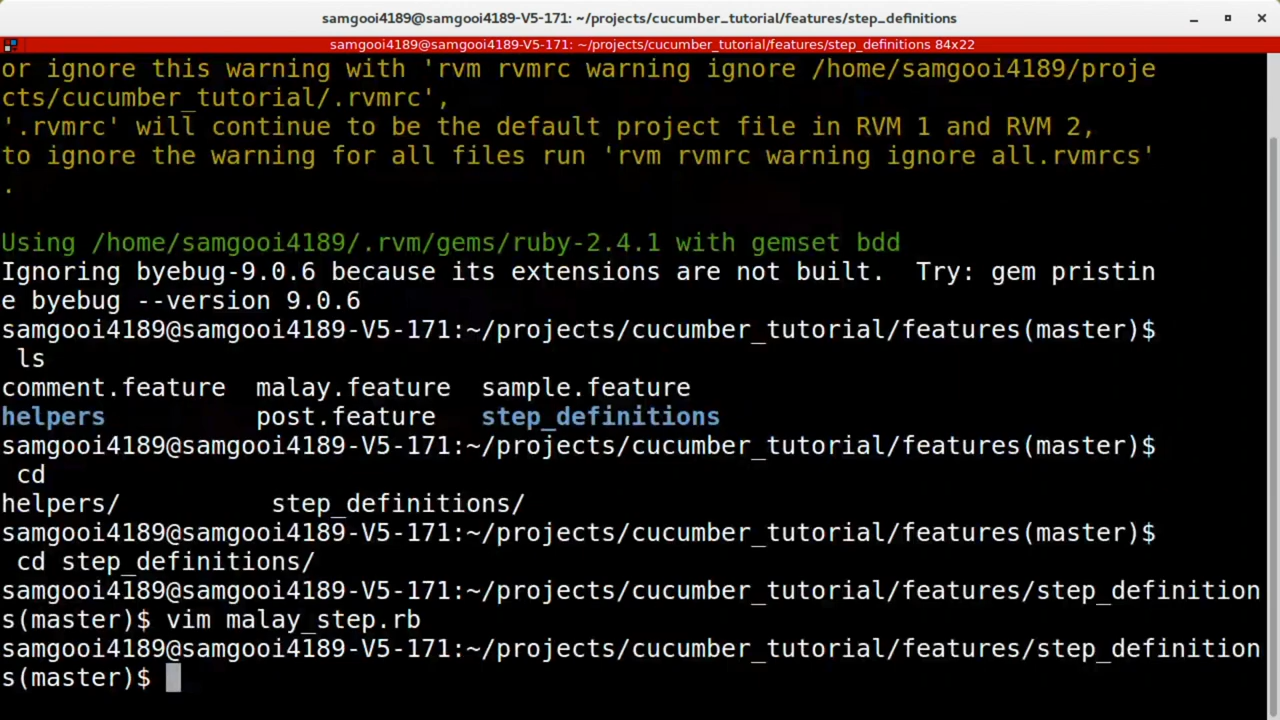 samgooi4189@samgooi4189-V5-171: ~/projects/cucumber_tutorial/features/step_definitions
samgooi4189@samgooi4189-V5-171: ~/projects/cucumber_tutorial/features/step_definitions 84x22
or ignore this warning with 'rvm rvmrc warning ignore /home/samgooi4189/proje
cts/cucumber_tutorial/.rvmrc',
'.rvmrc' will continue to be the default project file in RVM 1 and RVM 2,
to ignore the warning for all files run 'rvm rvmrc warning ignore all.rvmrcs'
.
Using /home/samgooi4189/.rvm/gems/ruby-2.4.1 with gemset bdd
Ignoring byebug-9.0.6 because its extensions are not built.  Try: gem pristin
e byebug --version 9.0.6
samgooi4189@samgooi4189-V5-171:~/projects/cucumber_tutorial/features(master)$
ls
comment.feature  malay.feature  sample.feature
helpers          post.feature   step_definitions
samgooi4189@samgooi4189-V5-171:~/projects/cucumber_tutorial/features(master)$
cd
helpers/          step_definitions/
samgooi4189@samgooi4189-V5-171:~/projects/cucumber_tutorial/features(master)$
cd step_definitions/
samgooi4189@samgooi4189-V5-171:~/projects/cucumber_tutorial/features/step_definition
s(master)$ vim malay_step.rb
samgooi4189@samgooi4189-V5-171:~/projects/cucumber_tutorial/features/step_definition
s(master)$